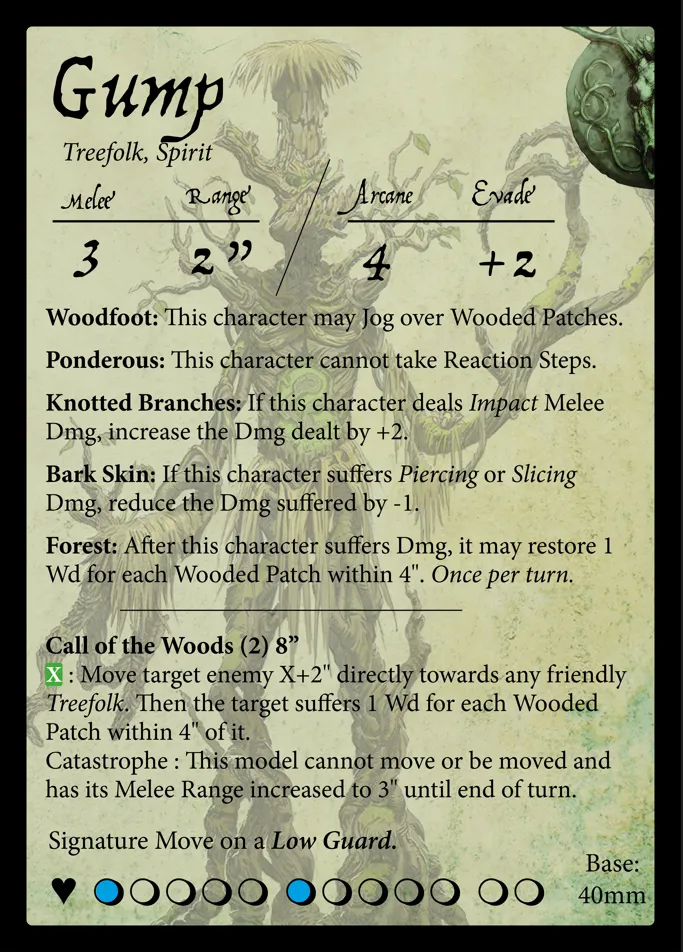 Gump
Treefolk, Spirit
Melee Range Arcane Evade
3 2” 4 +2
Woodfoot: This character may Jog over Wooded Patches.
Ponderous: This character cannot take Reaction Steps.
Knotted Branches: If this character deals Impact Melee
Dmg, increase the Dmg dealt by +2.
Bark Skin: If this character suffers Piercing or Slicing
Dmg, reduce the Dmg suffered by -1.
Forest: After this character suffers Dmg, it may restore 1
Wd for each Wooded Patch within 4". Once per turn.
Call of the Woods (2) 8”
X : Move target enemy X+2" directly towards any friendly
Treefolk. Then the target suffers 1 Wd for each Wooded
Patch within 4" of it.
Catastrophe : This model cannot move or be moved and
has its Melee Range increased to 3" until end of turn.
Signature Move on a Low Guard.
Base:
40mm